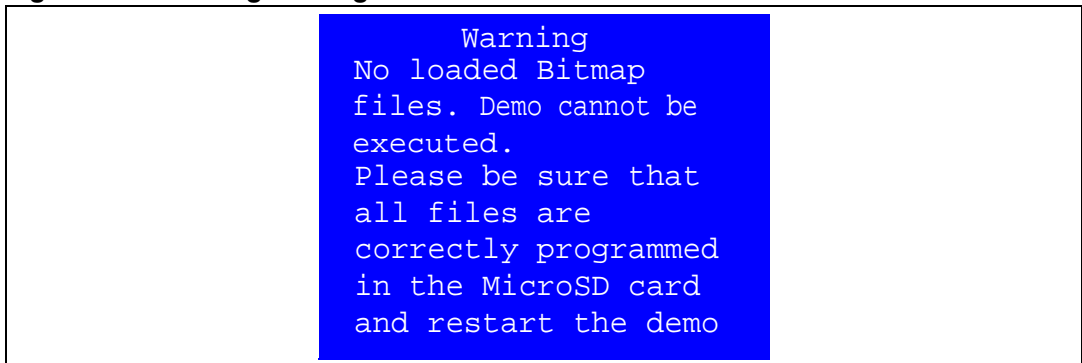 Warning
No loaded Bitmap
files. Demo cannot be
executed.
Please be sure that
all files are
correctly programmed
in the MicroSD card
and restart the demo